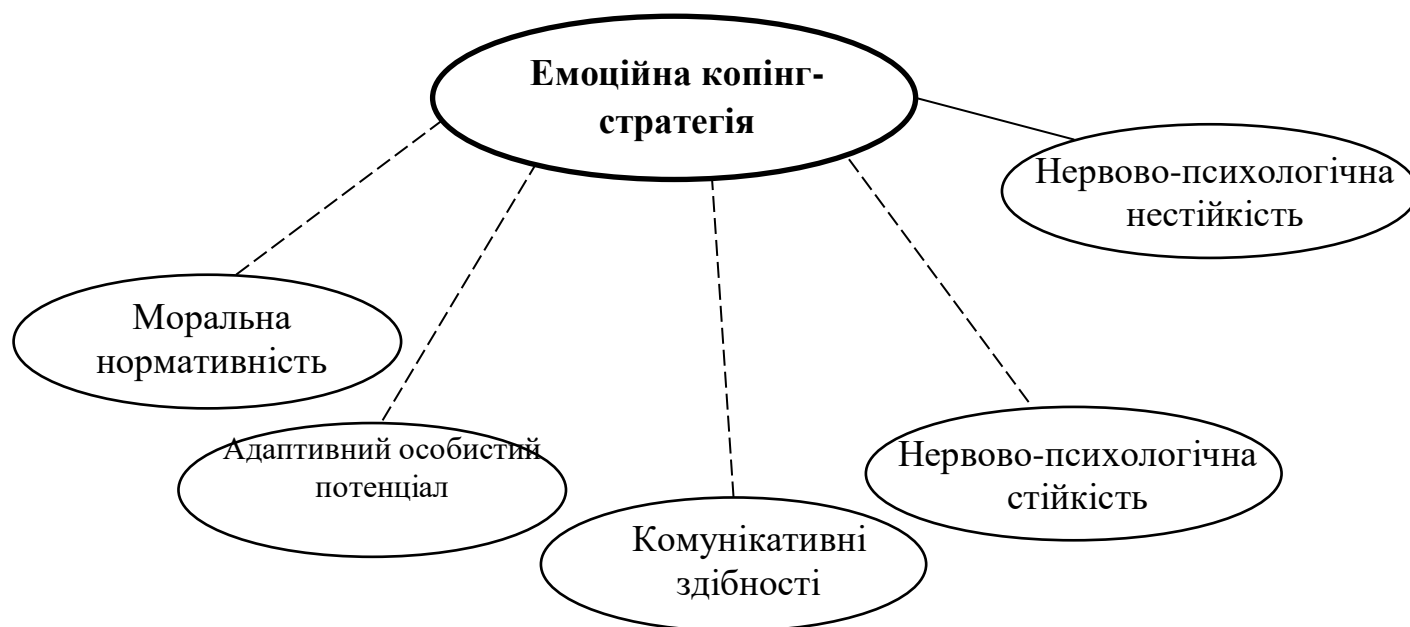 Емоційна копінг-
стратегія
Нервово-психологічна
нестійкість
Моральна
нормативність
Адаптивний особистий
потенціал
Нервово-психологічна
стійкість
Комунікативні
здібності